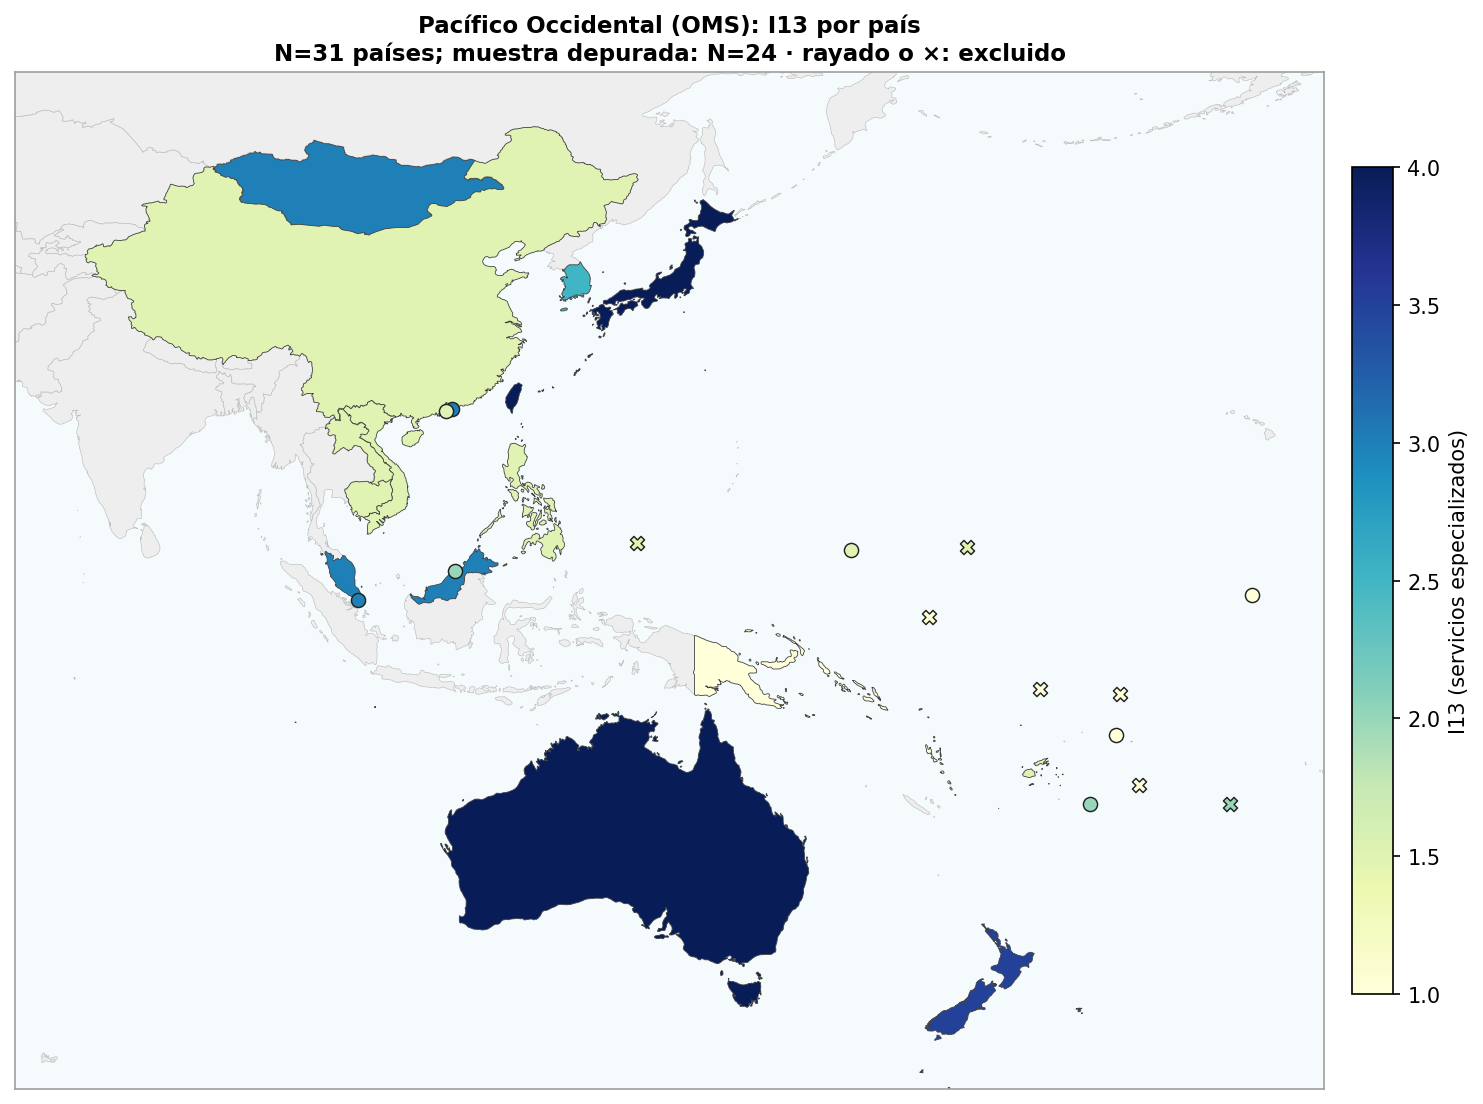 Pacífico Occidental (OMS): I13 por país
N=31 países; muestra depurada: N=24 · rayado o ×: excluido
4.0
3.5
3.0
2.5
2.0
1.5
1.0
I13 (servicios especializados)